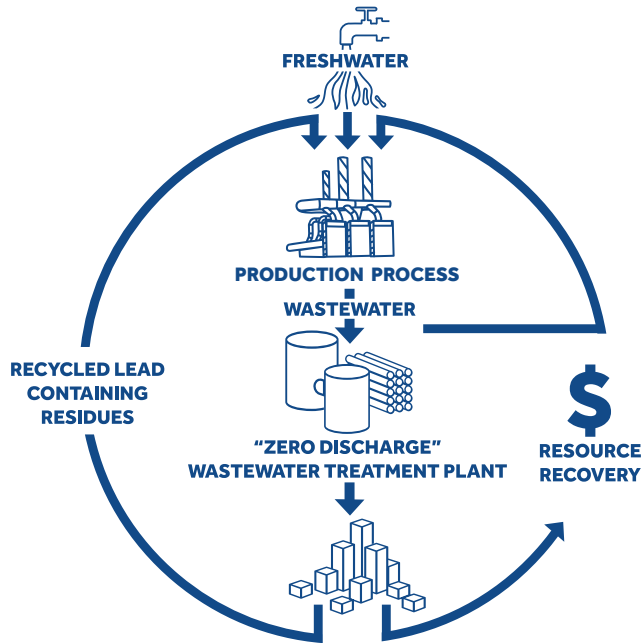 FRESHWATER
PRODUCTION PROCESS
WASTEWATER
RECYCLED LEAD
CONTAINING
RESIDUES
$
RESOURCE
RECOVERY
“ZERO DISCHARGE”
WASTEWATER TREATMENT PLANT